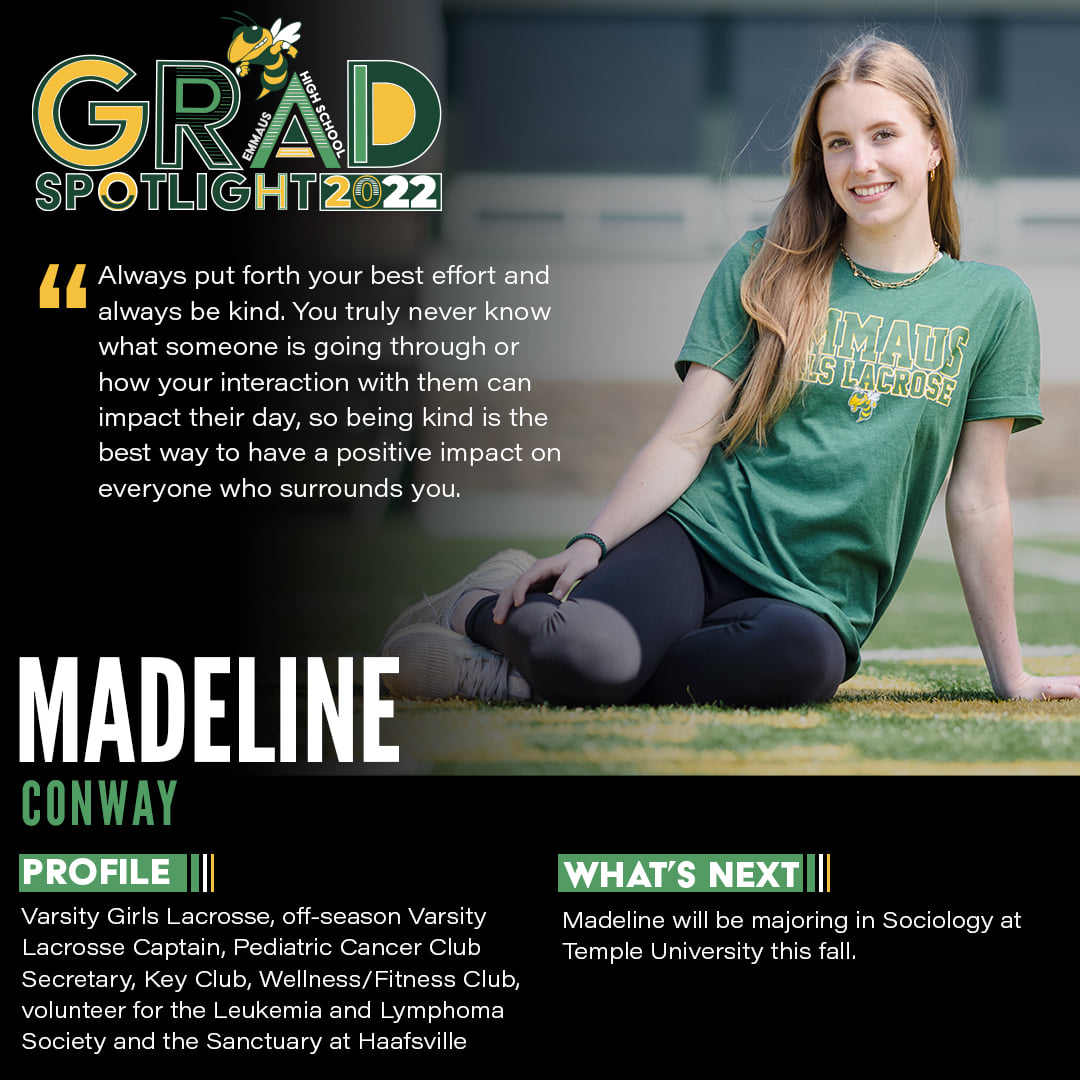 GRAD
EMMAUS HIGH SCHOOL
SPOTLIGHT 2022
“ Always put forth your best effort and
always be kind. You truly never know
what someone is going through or
how your interaction with them can
impact their day, so being kind is the
best way to have a positive impact on
everyone who surrounds you.
MMAUS
LS LACROSE
MADELINE
CONWAY
PROFILE
Varsity Girls Lacrosse, off-season Varsity
Lacrosse Captain, Pediatric Cancer Club
Secretary, Key Club, Wellness/Fitness Club,
volunteer for the Leukemia and Lymphoma
Society and the Sanctuary at Haafsville
WHAT'S NEXT
Madeline will be majoring in Sociology at
Temple University this fall.